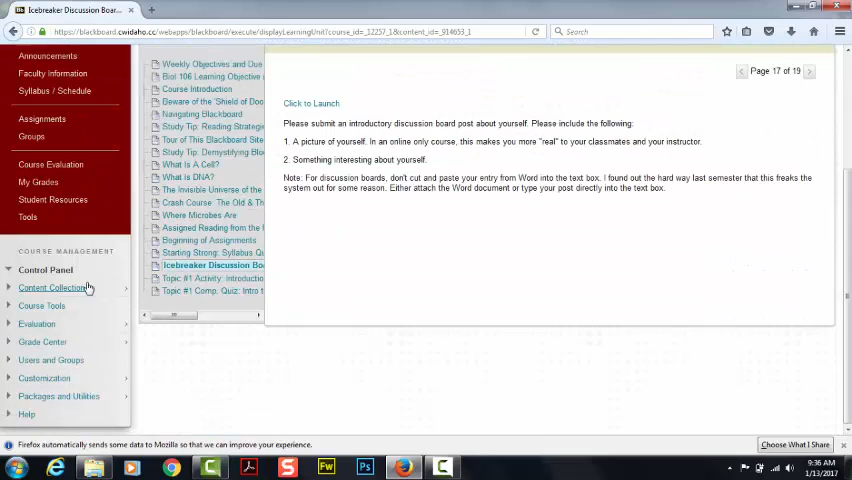 Icebreaker Discussion Boar...
https://blackboard.cwidaho.cc/webapps/blackboard/execute/displayLearningUnit?course_id=_12257_1&content_id=_914653_1
Search
Announcements
Faculty Information
Syllabus / Schedule
Assignments
Groups
Course Evaluation
My Grades
Student Resources
Tools
COURSE MANAGEMENT
Control Panel
Content Collection
Course Tools
Evaluation
Grade Center
Users and Groups
Customization
Packages and Utilities
Help
Weekly Objectives and Due
Biol 106 Learning Objective
Course Introduction
Beware of the 'Shield of Doo
Navigating Blackboard
Study Tip: Reading Strategi
Tour of This Blackboard Site
Study Tip: Demystifying Blo
What Is A Cell?
What Is DNA?
The Invisible Universe of the
Crash Course: The Old & Th
Where Microbes Are
Assigned Reading from the
Beginning of Assignments
Starting Strong: Syllabus Qu
Icebreaker Discussion Bo
Topic #1 Activity: Introductio
Topic #1 Comp. Quiz: Intro t
Page 17 of 19
Click to Launch
Please submit an introductory discussion board post about yourself. Please include the following:
1. A picture of yourself. In an online only course, this makes you more "real" to your classmates and your instructor.
2. Something interesting about yourself.
Note: For discussion boards, don't cut and paste your entry from Word into the text box. I found out the hard way last semester that this freaks the
system out for some reason. Either attach the Word document or type your post directly into the text box.
Firefox automatically sends some data to Mozilla so that we can improve your experience.
Choose What I Share
Fw
Ps
9:36 AM
1/13/2017